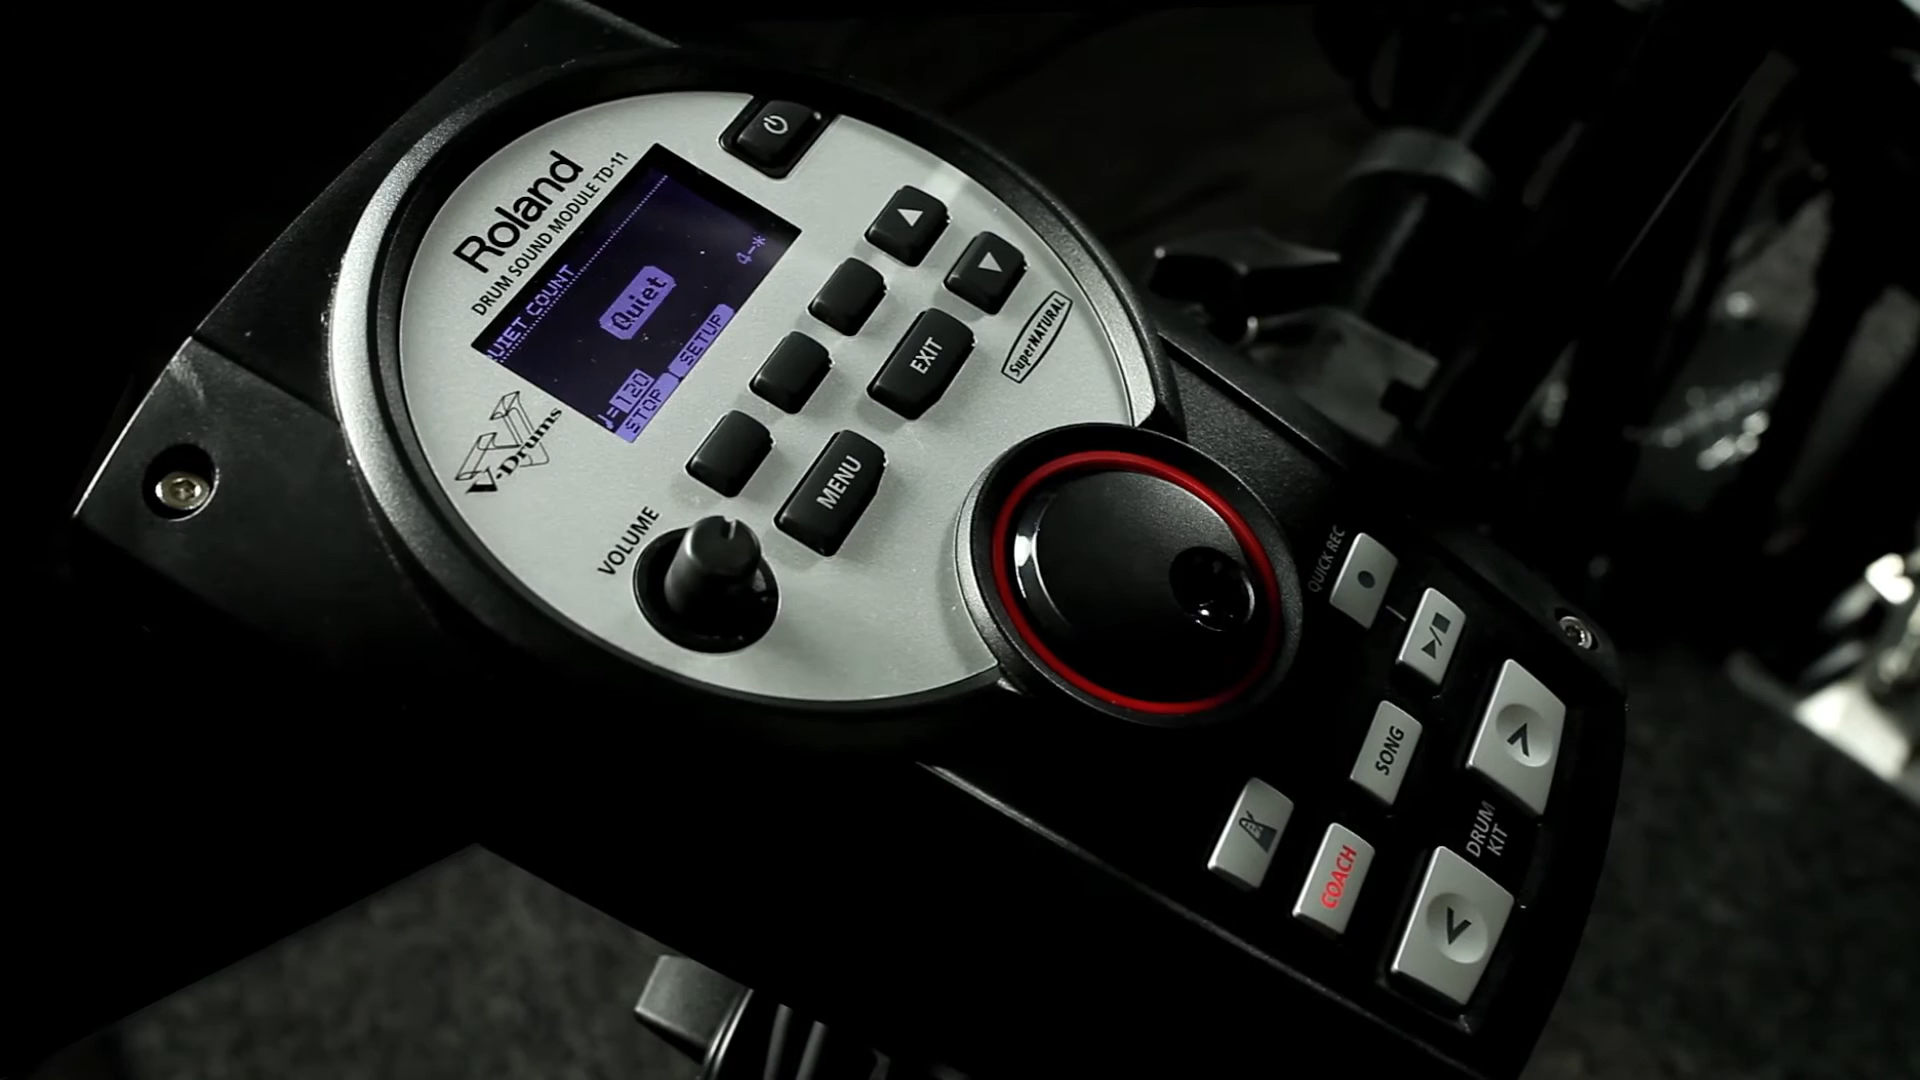 Roland
DRUM SOUND MODULE TD-11
QUIET COUNT
Quiet
4-*
♩=120
STOP
SETUP
V-Drums
VOLUME
MENU
EXIT
SuperNATURAL
QUICK REC
SONG
COACH
DRUM
KIT